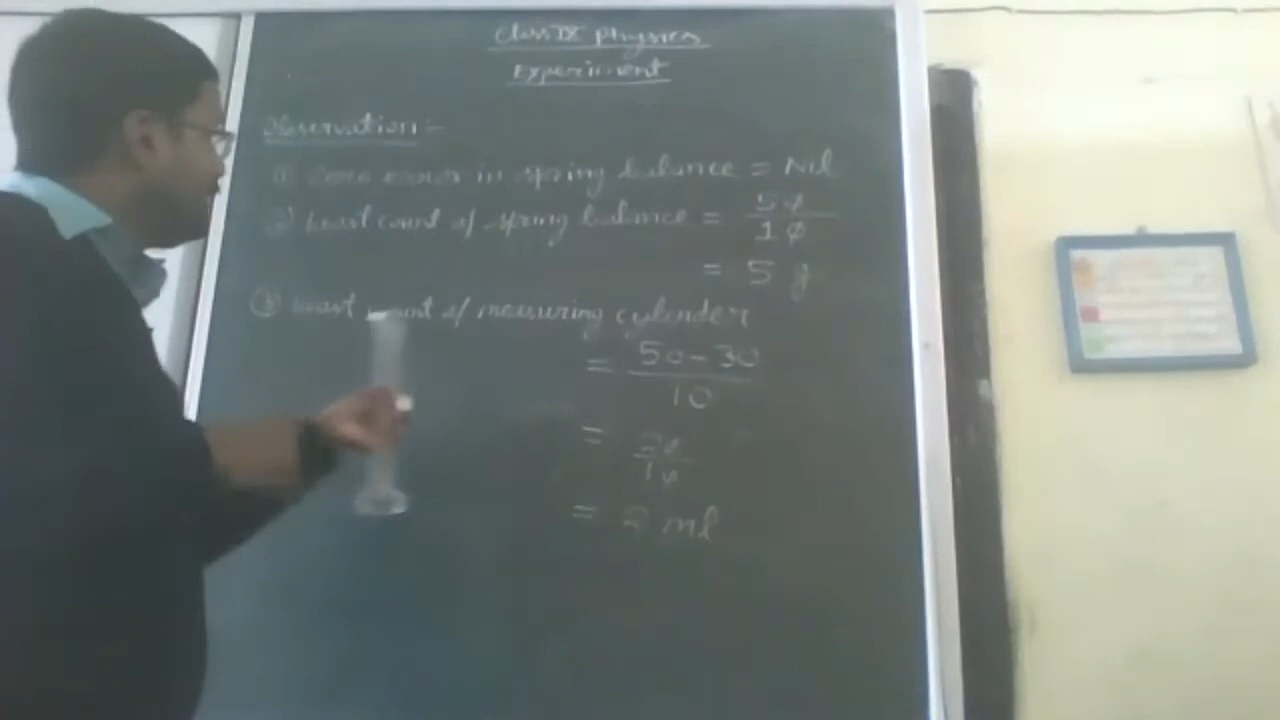 Class IX Physics
Experiment
Observation :-
① Zero error in spring balance = Nil
② Least count of spring balance = 50 / 10
= 5 g
③ Least count of measuring cylinder
= 50 - 30 / 10
= 20 / 10
= 2 ml